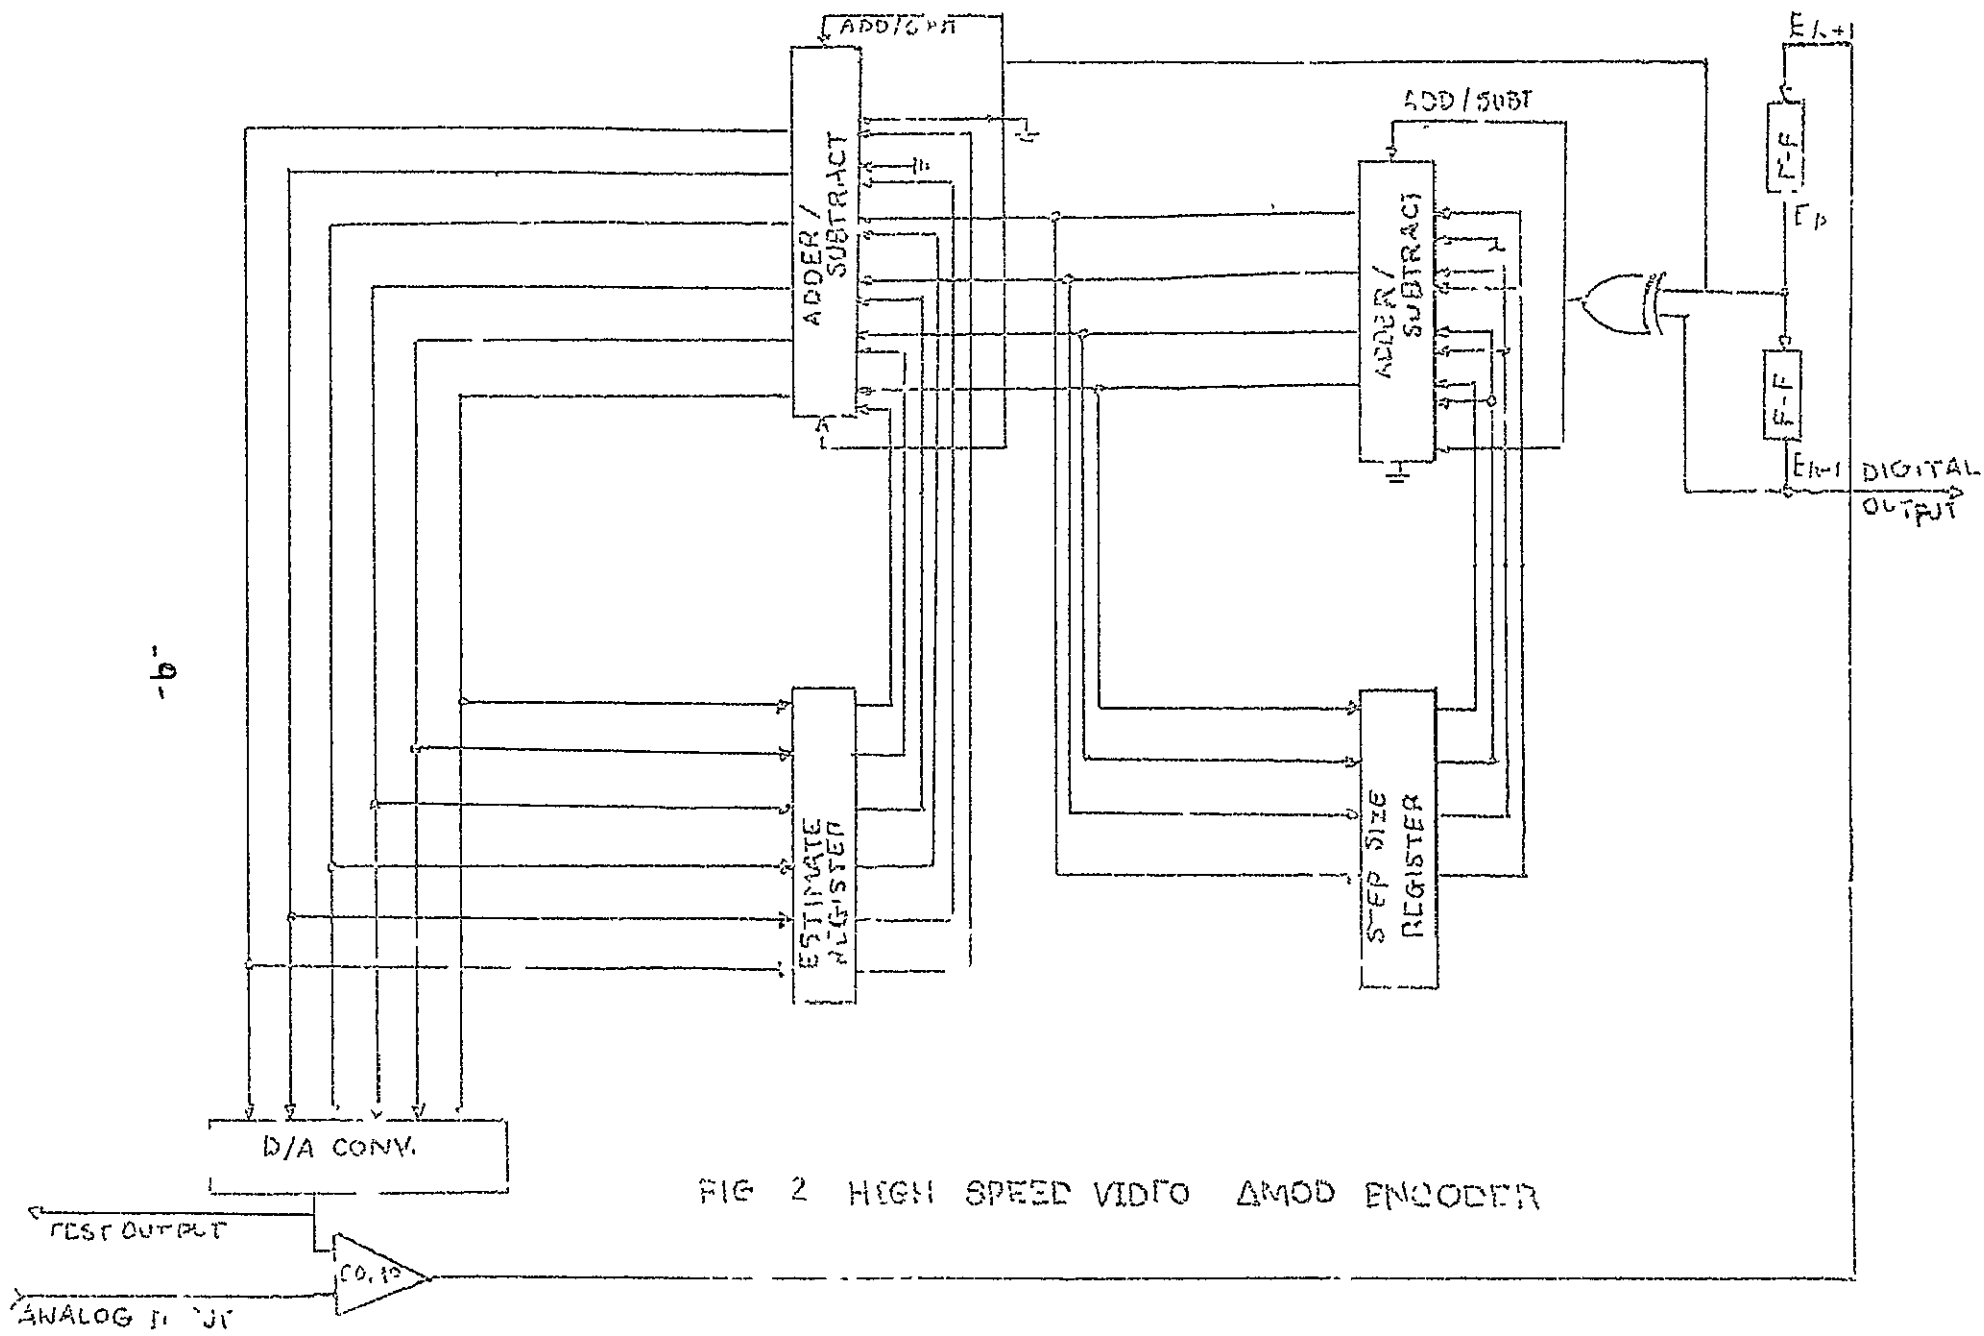 ADD/SUBT
ADDER/
SUBTRACT
ADDER/
SUBTRACT
F-F
F-F
DIGITAL
OUTPUT
-9-
ESTIMATE
REGISTER
STEP SIZE
REGISTER
D/A CONV.
FIG 2 HIGH SPEED VIDEO ΔMOD ENCODER
TEST OUTPUT
ANALOG